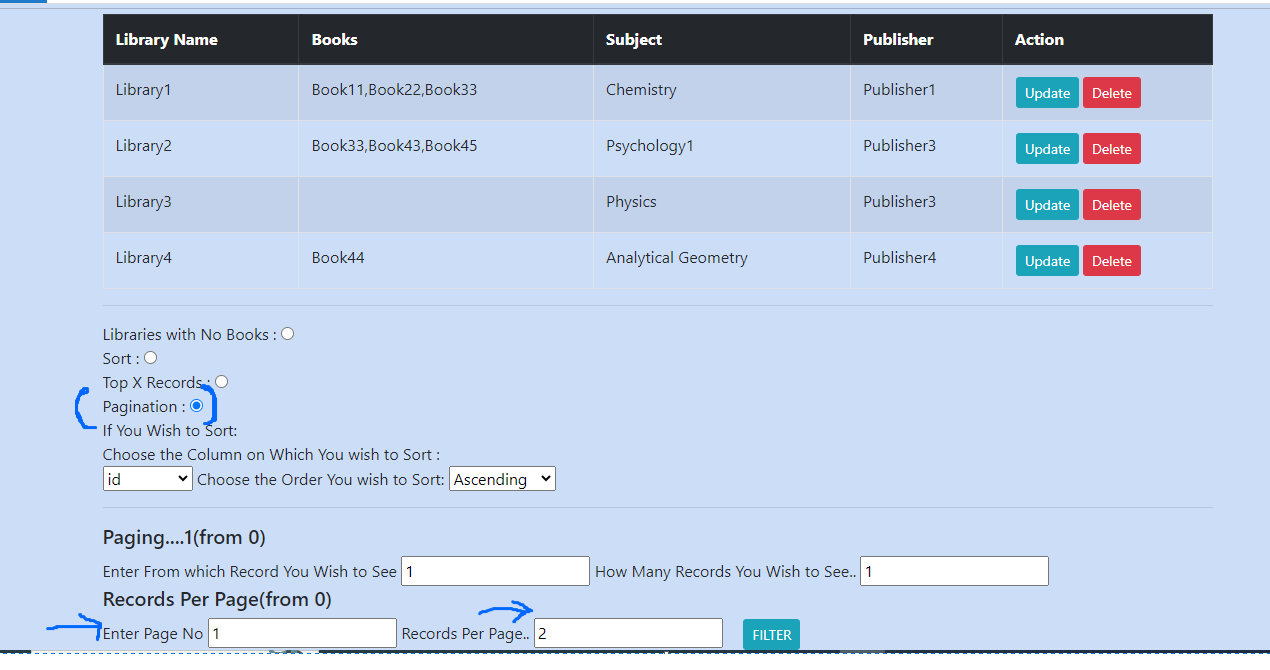 Library Name Books Subject Publisher Action
Library1 Book11,Book22,Book33 Chemistry Publisher1 Update Delete
Library2 Book33,Book43,Book45 Psychology1 Publisher3 Update Delete
Library3 Physics Publisher3 Update Delete
Library4 Book44 Analytical Geometry Publisher4 Update Delete
Libraries with No Books :
Sort :
Top X Records :
Pagination :
If You Wish to Sort:
Choose the Column on Which You wish to Sort :
id Choose the Order You wish to Sort: Ascending
Paging....1(from 0)
Enter From which Record You Wish to See 1 How Many Records You Wish to See.. 1
Records Per Page(from 0)
Enter Page No 1 Records Per Page.. 2 FILTER